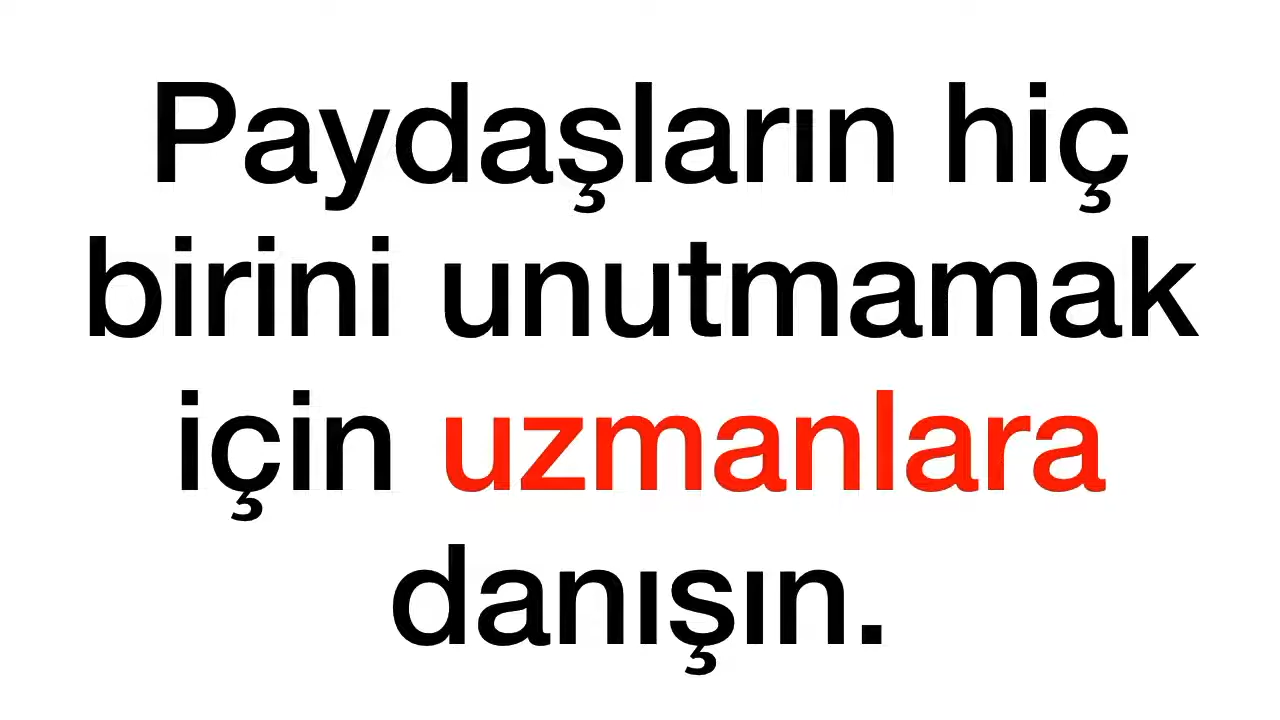 Paydaşların hiç
birini unutmamak
için uzmanlara
danışın.